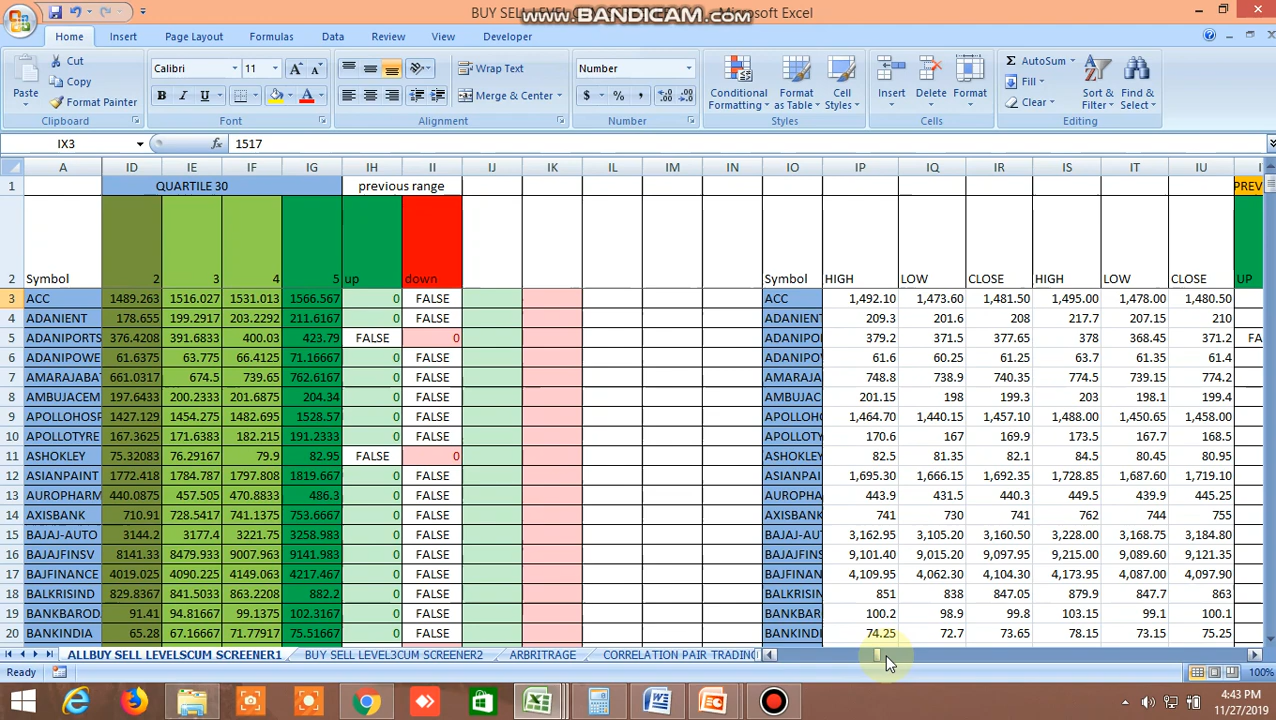 BUY SELL LEVEL
www.BANDICAM.com
Microsoft Excel
Home Insert Page Layout Formulas Data Review View Developer
Paste
Cut
Copy
Format Painter
Clipboard
Calibri 11
Font
Wrap Text
Merge & Center
Alignment
Number
Number
Conditional Formatting
Format as Table
Cell Styles
Styles
Insert Delete Format
Cells
AutoSum
Fill
Clear
Sort & Filter
Find & Select
Editing
IX3 fx 1517
A ID IE IF IG IH II IJ IK IL IM IN IO IP IQ IR IS IT IU
1 QUARTILE 30 previous range PREV
2 Symbol 2 3 4 5 up down Symbol HIGH LOW CLOSE HIGH LOW CLOSE UP
3 ACC 1489.263 1516.027 1531.013 1566.567 0 FALSE ACC 1,492.10 1,473.60 1,481.50 1,495.00 1,478.00 1,480.50
4 ADANIENT 178.655 199.2917 203.2292 211.6167 0 FALSE ADANIENT 209.3 201.6 208 217.7 207.15 210
5 ADANIPORTS 376.4208 391.6833 400.03 423.79 FALSE 0 ADANIPO 379.2 371.5 377.65 378 368.45 371.2 FA
6 ADANIPOWE 61.6375 63.775 66.4125 71.16667 0 FALSE ADANIPO 61.6 60.25 61.25 63.7 61.35 61.4
7 AMARAJABA 661.0317 674.5 739.65 762.6167 0 FALSE AMARAJA 748.8 738.9 740.35 774.5 739.15 774.2
8 AMBUJACEM 197.6433 200.2333 201.6875 204.34 0 FALSE AMBUJAC 201.15 198 199.3 203 198.1 199.4
9 APOLLOHOSP 1427.129 1454.275 1482.695 1528.57 0 FALSE APOLLOH 1,464.70 1,440.15 1,457.10 1,488.00 1,450.65 1,458.00
10 APOLLOTYRE 167.3625 171.6383 182.215 191.2333 0 FALSE APOLLOT 170.6 167 169.9 173.5 167.7 168.5
11 ASHOKLEY 75.32083 76.29167 79.9 82.95 FALSE 0 ASHOKLE 82.5 81.35 82.1 84.5 80.45 80.95
12 ASIANPAINT 1772.418 1784.787 1797.808 1819.667 0 FALSE ASIANPA 1,695.30 1,666.15 1,692.35 1,728.85 1,687.60 1,719.10
13 AUROPHARM 440.0875 457.505 470.8833 486.3 0 FALSE AUROPHA 443.9 431.5 440.3 449.5 439.9 445.25
14 AXISBANK 710.91 728.5417 741.1375 753.6667 0 FALSE AXISBANK 741 730 741 762 744 755
15 BAJAJ-AUTO 3144.2 3177.4 3221.75 3258.983 0 FALSE BAJAJ-AU 3,162.95 3,105.20 3,160.50 3,228.00 3,168.75 3,184.80
16 BAJAJFINSV 8141.33 8479.933 9007.963 9141.983 0 FALSE BAJAJFIN 9,101.40 9,015.20 9,097.95 9,215.00 9,089.60 9,121.35
17 BAJFINANCE 4019.025 4090.225 4149.063 4217.467 0 FALSE BAJFINAN 4,109.95 4,062.30 4,104.30 4,173.95 4,087.00 4,097.90
18 BALKRISIND 829.8367 841.5033 863.2208 882.2 0 FALSE BALKRISI 851 838 847.05 879.9 847.7 863
19 BANKBAROD 91.41 94.81667 99.1375 102.3167 0 FALSE BANKBAR 100.2 98.9 99.8 103.15 99.1 100.1
20 BANKINDIA 65.28 67.16667 71.77917 75.51667 0 FALSE BANKINDI 74.25 72.7 73.65 78.15 73.15 75.25
ALLBUY SELL LEVELSCUM SCREENER1 BUY SELL LEVEL3CUM SCREENER2 ARBRITRAGE CORRELATION PAIR TRADING
Ready 100%
4:43 PM
11/27/2019